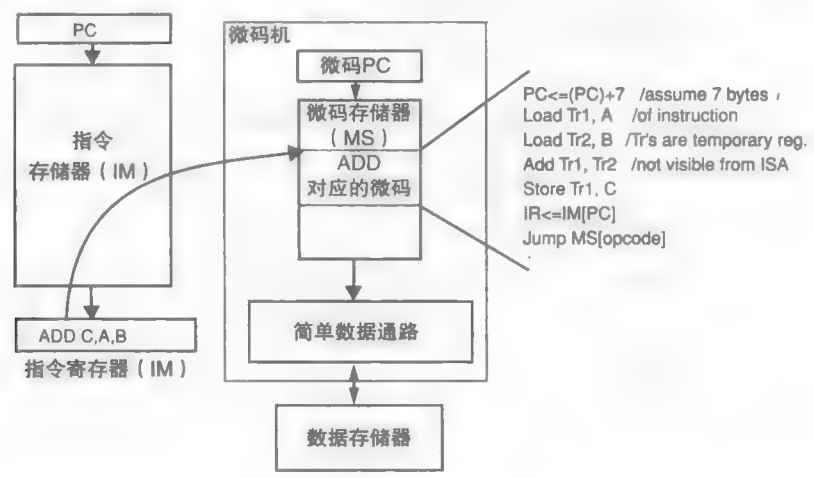 PC
指令
存储器（IM）
ADD C,A,B
指令寄存器（IM）
微码机
微码PC
微码存储器
（MS）
ADD
对应的微码
简单数据通路
数据存储器
PC<=(PC)+7 /assume 7 bytes
Load Tr1, A /of instruction
Load Tr2, B /Tr's are temporary reg.
Add Tr1, Tr2 /not visible from ISA
Store Tr1, C
IR<=IM[PC]
Jump MS[opcode]